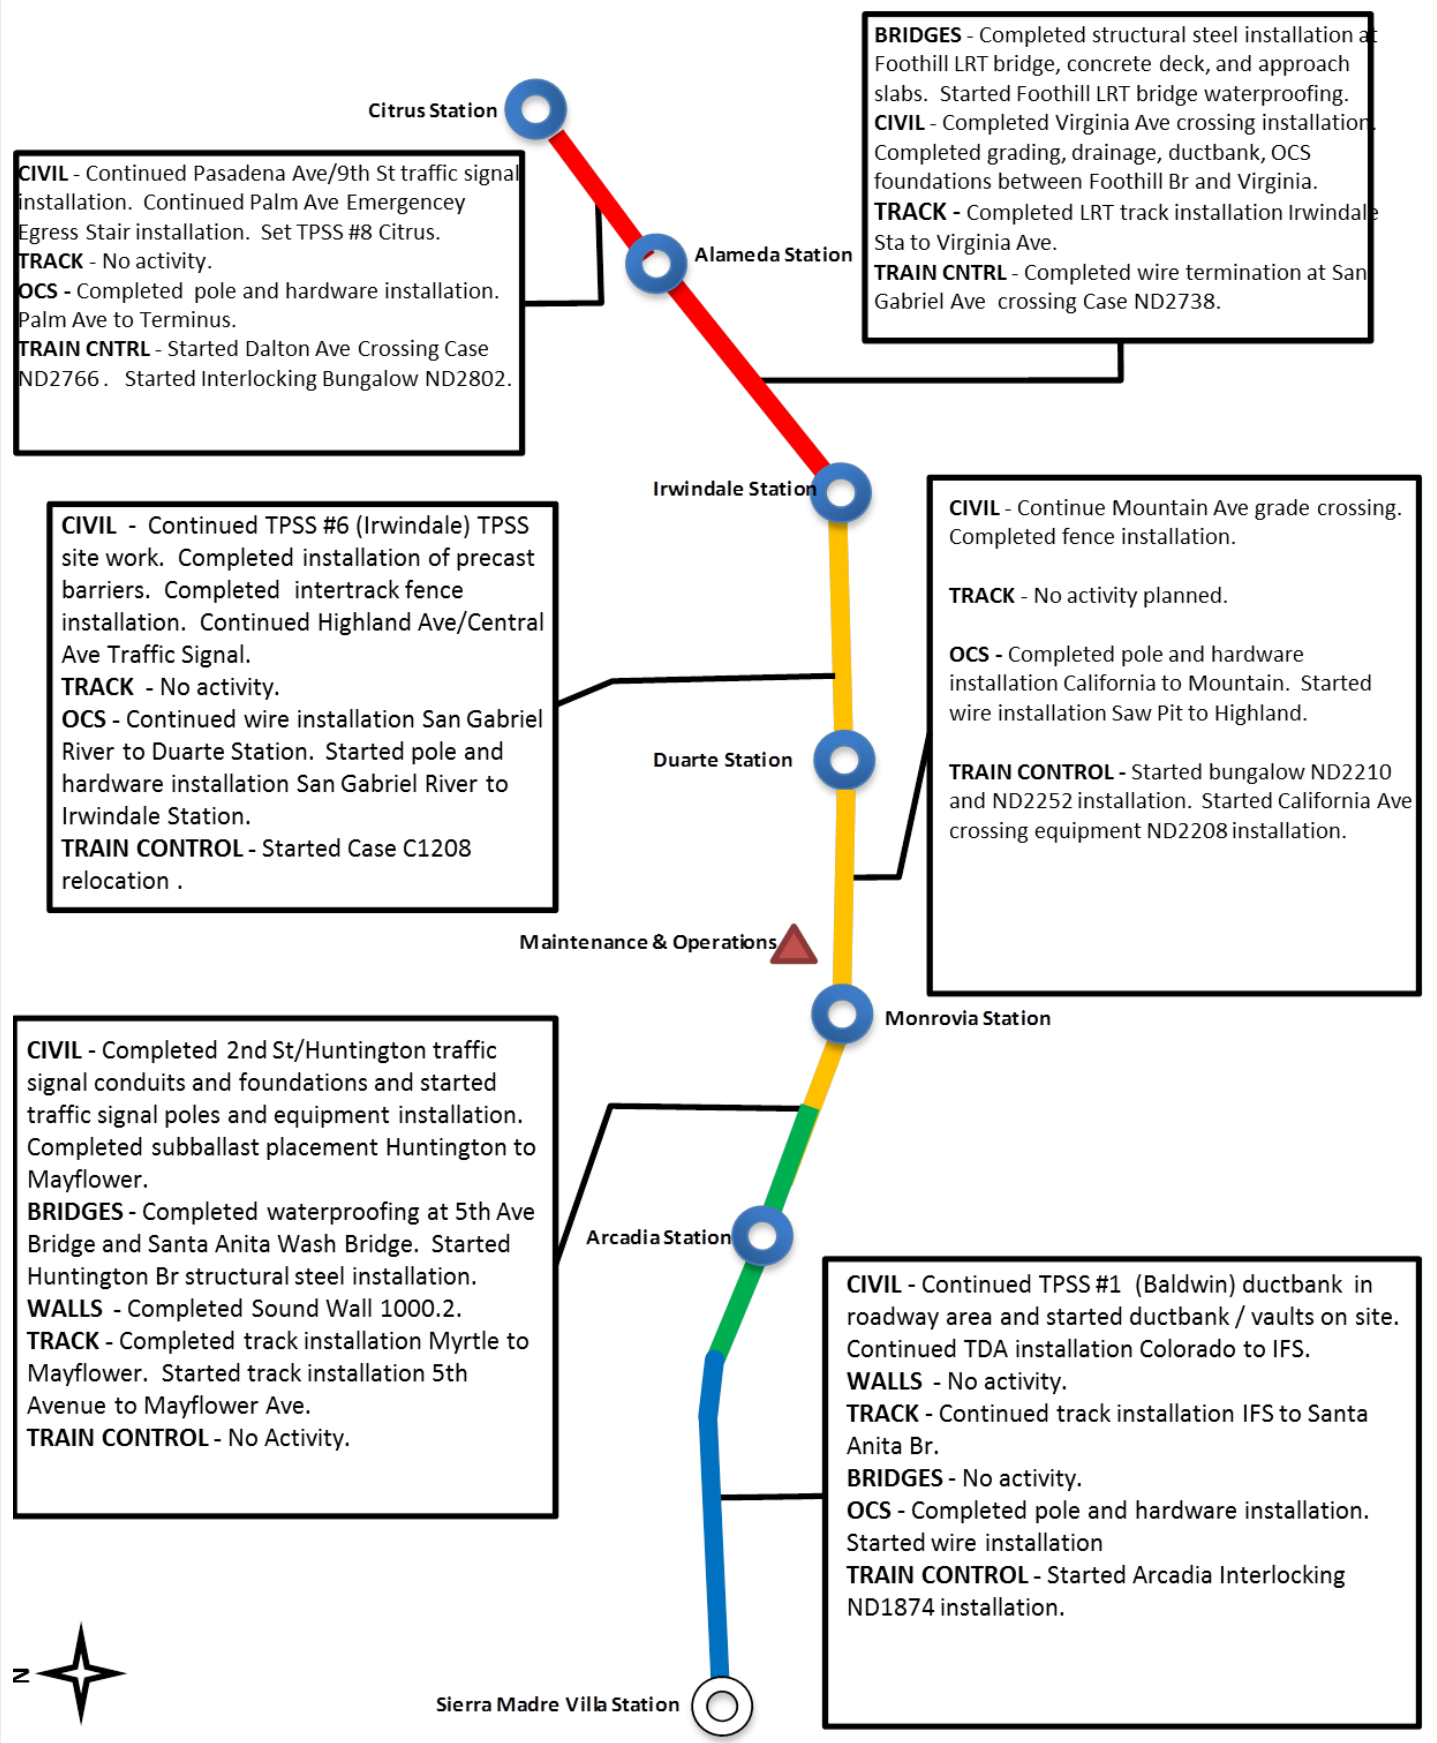 BRIDGES - Completed structural steel installation at
Foothill LRT bridge, concrete deck, and approach
slabs. Started Foothill LRT bridge waterproofing.
CIVIL - Completed Virginia Ave crossing installation.
Completed grading, drainage, ductbank, OCS
foundations between Foothill Br and Virginia.
TRACK - Completed LRT track installation Irwindale
Sta to Virginia Ave.
TRAIN CNTRL - Completed wire termination at San
Gabriel Ave crossing Case ND2738.
Citrus Station
CIVIL - Continued Pasadena Ave/9th St traffic signal
installation. Continued Palm Ave Emergencey
Egress Stair installation. Set TPSS #8 Citrus.
TRACK - No activity.
OCS - Completed pole and hardware installation.
Palm Ave to Terminus.
TRAIN CNTRL - Started Dalton Ave Crossing Case
ND2766. Started Interlocking Bungalow ND2802.
Alameda Station
Irwindale Station
CIVIL - Continued TPSS #6 (Irwindale) TPSS
site work. Completed installation of precast
barriers. Completed intertrack fence
installation. Continued Highland Ave/Central
Ave Traffic Signal.
TRACK - No activity.
OCS - Continued wire installation San Gabriel
River to Duarte Station. Started pole and
hardware installation San Gabriel River to
Irwindale Station.
TRAIN CONTROL - Started Case C1208
relocation .
CIVIL - Continue Mountain Ave grade crossing.
Completed fence installation.
TRACK - No activity planned.
OCS - Completed pole and hardware
installation California to Mountain. Started
wire installation Saw Pit to Highland.
TRAIN CONTROL - Started bungalow ND2210
and ND2252 installation. Started California Ave
crossing equipment ND2208 installation.
Duarte Station
Maintenance & Operations
Monrovia Station
CIVIL - Completed 2nd St/Huntington traffic
signal conduits and foundations and started
traffic signal poles and equipment installation.
Completed subballast placement Huntington to
Mayflower.
BRIDGES - Completed waterproofing at 5th Ave
Bridge and Santa Anita Wash Bridge. Started
Huntington Br structural steel installation.
WALLS - Completed Sound Wall 1000.2.
TRACK - Completed track installation Myrtle to
Mayflower. Started track installation 5th
Avenue to Mayflower Ave.
TRAIN CONTROL - No Activity.
Arcadia Station
CIVIL - Continued TPSS #1 (Baldwin) ductbank in
roadway area and started ductbank / vaults on site.
Continued TDA installation Colorado to IFS.
WALLS - No activity.
TRACK - Continued track installation IFS to Santa
Anita Br.
BRIDGES - No activity.
OCS - Completed pole and hardware installation.
Started wire installation
TRAIN CONTROL - Started Arcadia Interlocking
ND1874 installation.
N
Sierra Madre Villa Station